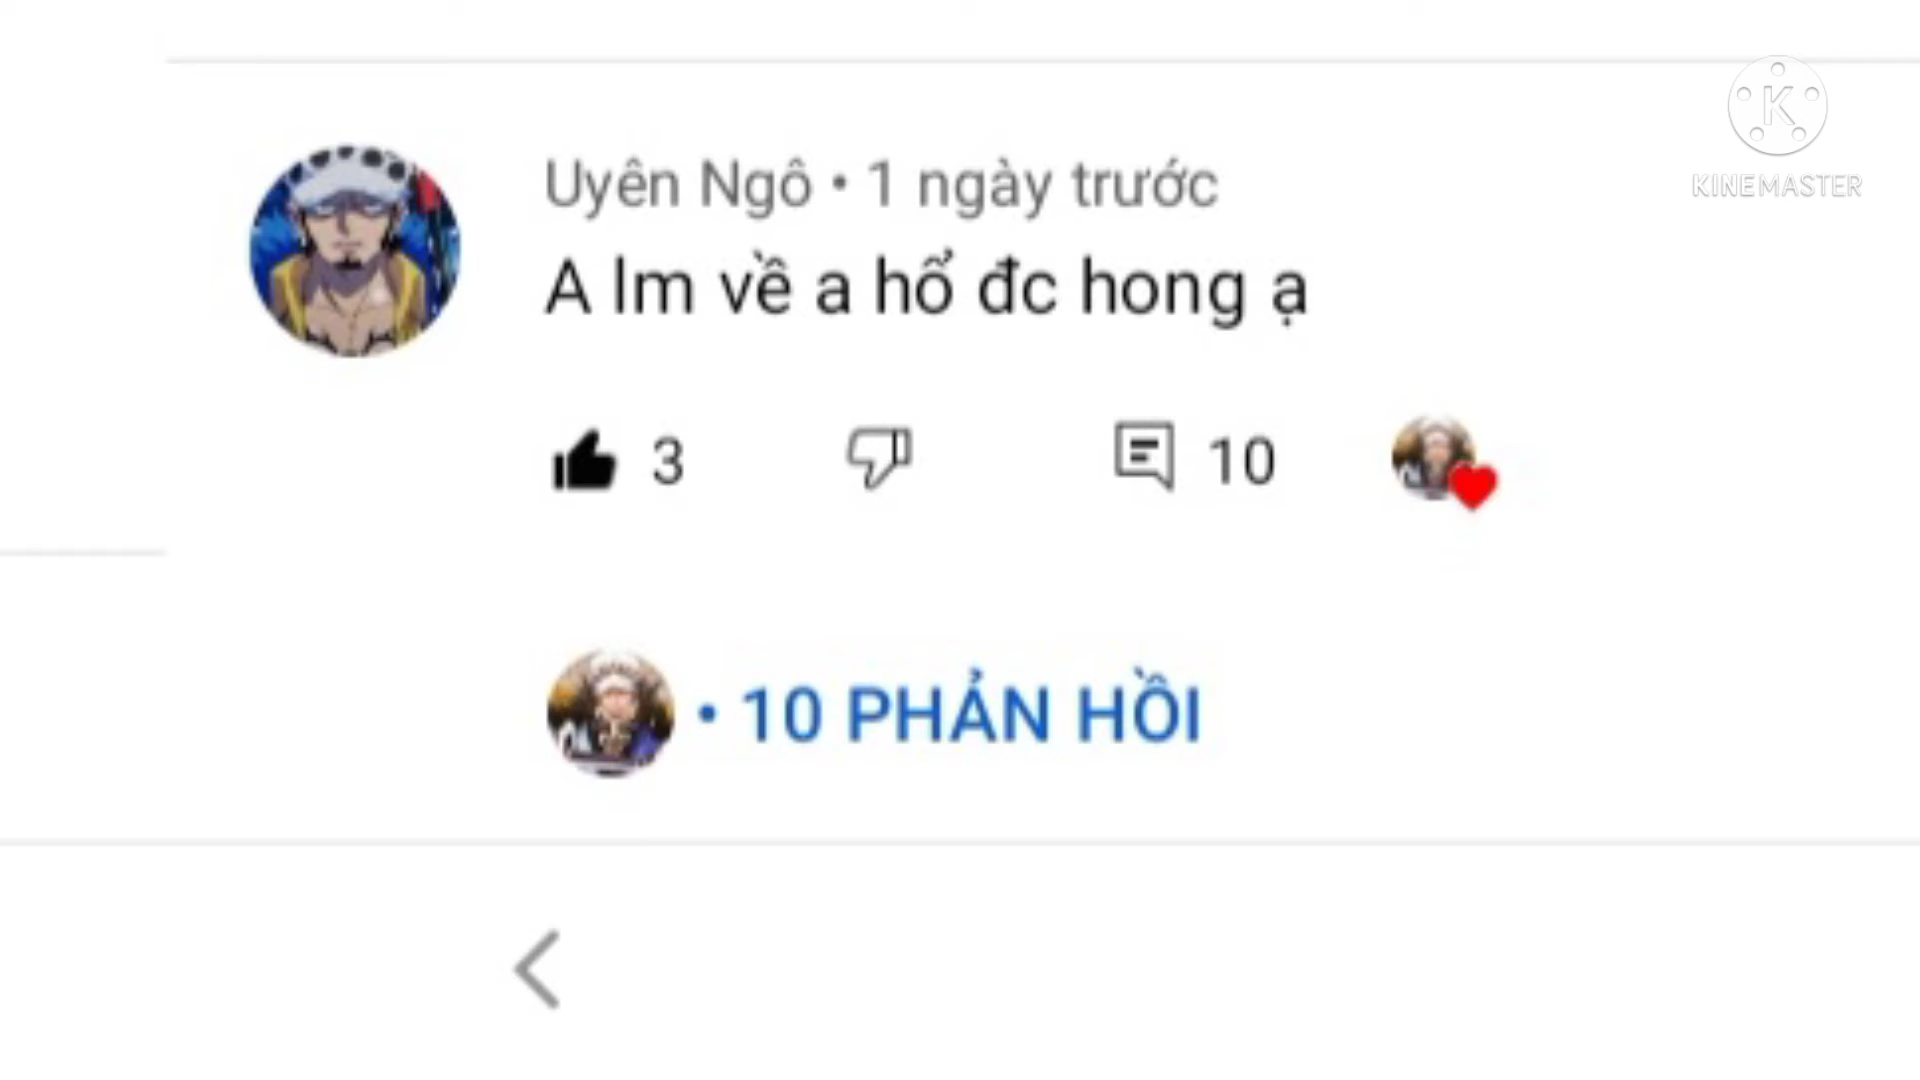 K
KINEMASTER
Uyên Ngô • 1 ngày trước
A lm về a hổ đc hong ạ
3
10
• 10 PHẢN HỒI